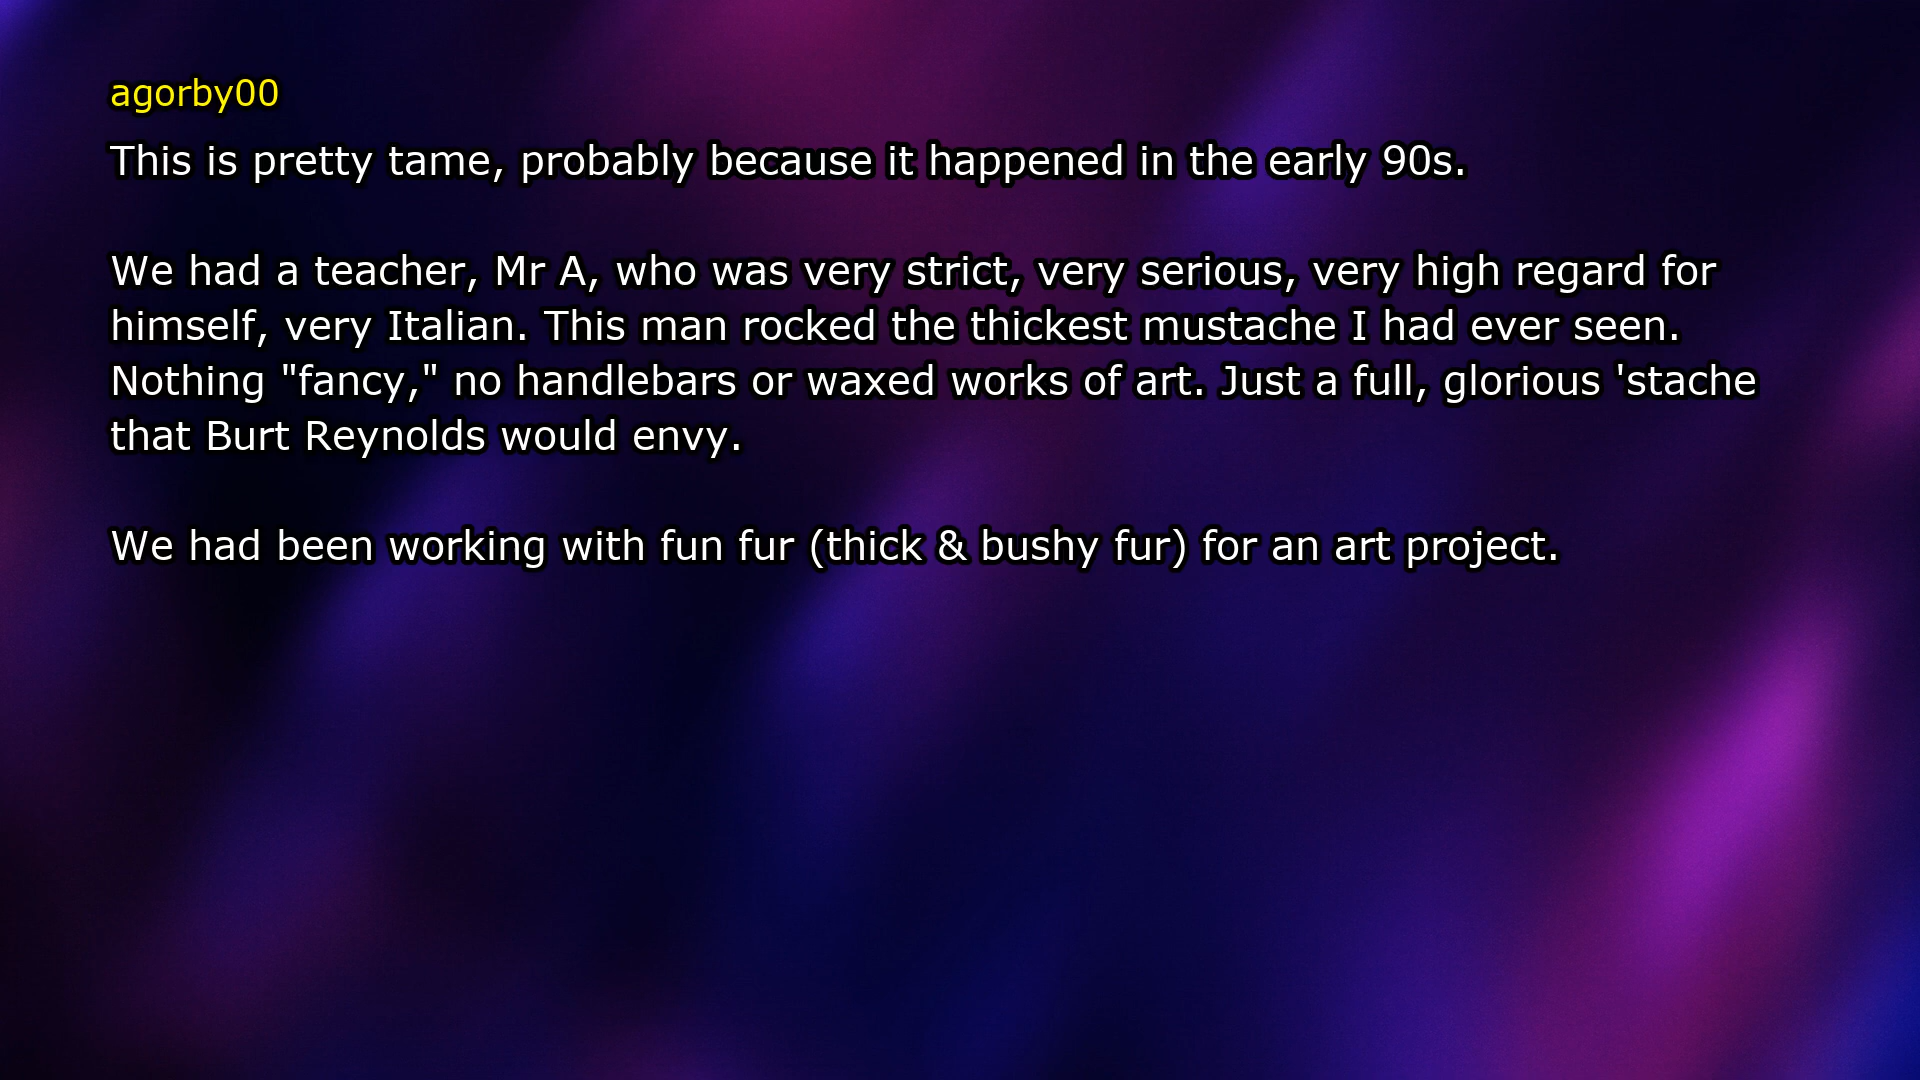 agorby00
This is pretty tame, probably because it happened in the early 90s.
We had a teacher, Mr A, who was very strict, very serious, very high regard for
himself, very Italian. This man rocked the thickest mustache I had ever seen.
Nothing "fancy," no handlebars or waxed works of art. Just a full, glorious 'stache
that Burt Reynolds would envy.
We had been working with fun fur (thick & bushy fur) for an art project.